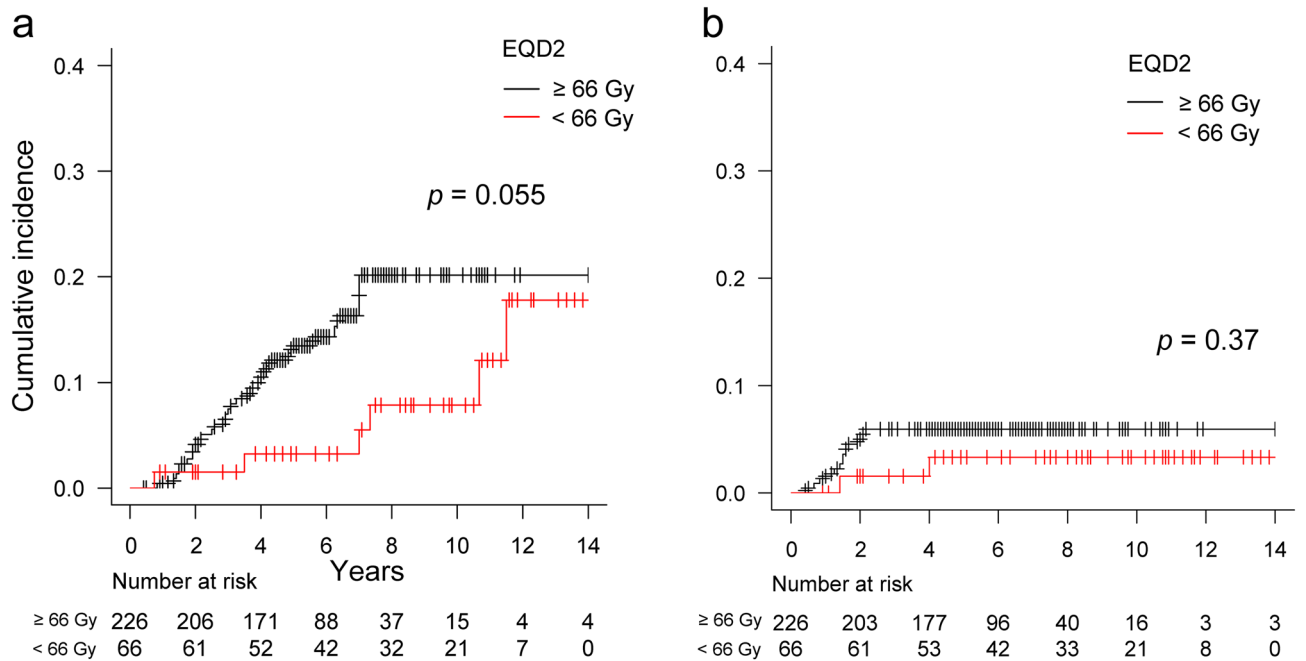 a
EQD2
≥ 66 Gy
< 66 Gy
p = 0.055
Cumulative incidence
0.4
0.3
0.2
0.1
0.0
0 2 4 6 8 10 12 14
Years
Number at risk
≥ 66 Gy 226 206 171 88 37 15 4 4
< 66 Gy 66 61 52 42 32 21 7 0
b
EQD2
≥ 66 Gy
< 66 Gy
p = 0.37
0.4
0.3
0.2
0.1
0.0
0 2 4 6 8 10 12 14
Number at risk
≥ 66 Gy 226 203 177 96 40 16 3 3
< 66 Gy 66 61 53 42 33 21 8 0